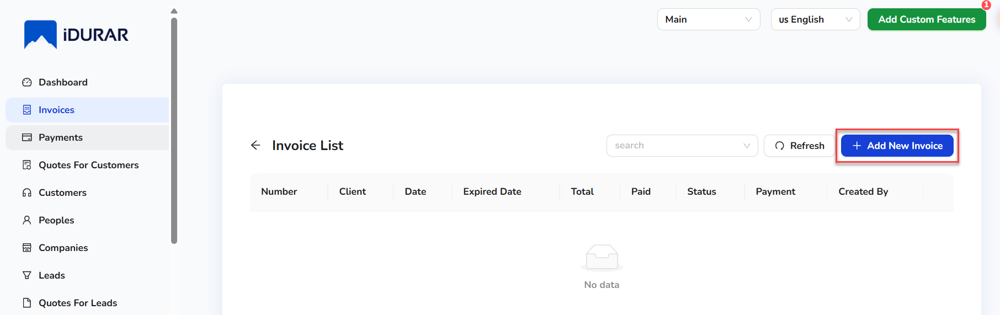 iDURAR
Main
us English
Add Custom Features
1
Dashboard
Invoices
Payments
Quotes For Customers
Customers
Peoples
Companies
Leads
Quotes For Leads
Invoice List
search
Refresh
Add New Invoice
Number Client Date Expired Date Total Paid Status Payment Created By
No data